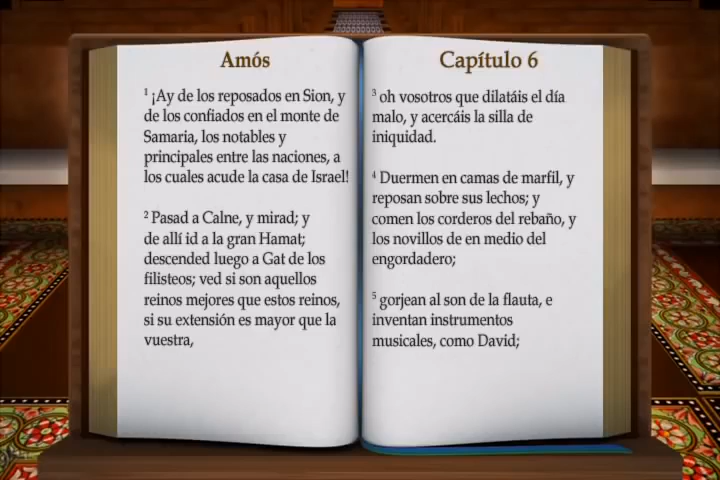 Amós
¹ ¡Ay de los reposados en Sion, y
de los confiados en el monte de
Samaria, los notables y
principales entre las naciones, a
los cuales acude la casa de Israel!
² Pasad a Calne, y mirad; y
de allí id a la gran Hamat;
descended luego a Gat de los
filisteos; ved si son aquellos
reinos mejores que estos reinos,
si su extensión es mayor que la
vuestra,
Capítulo 6
³ oh vosotros que dilatáis el día
malo, y acercáis la silla de
iniquidad.
⁴ Duermen en camas de marfil, y
reposan sobre sus lechos; y
comen los corderos del rebaño, y
los novillos de en medio del
engordadero;
⁵ gorjean al son de la flauta, e
inventan instrumentos
musicales, como David;